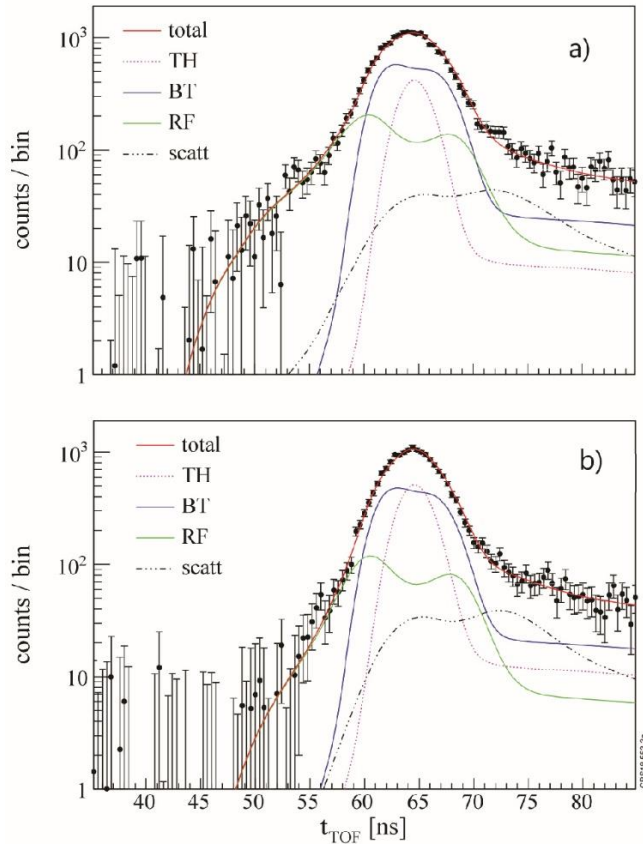 10³
10²
10
1
counts / bin
total
TH
BT
RF
scatt
a)
10³
10²
10
1
counts / bin
total
TH
BT
RF
scatt
b)
40 45 50 55 60 65 70 75 80
t_TOF [ns]